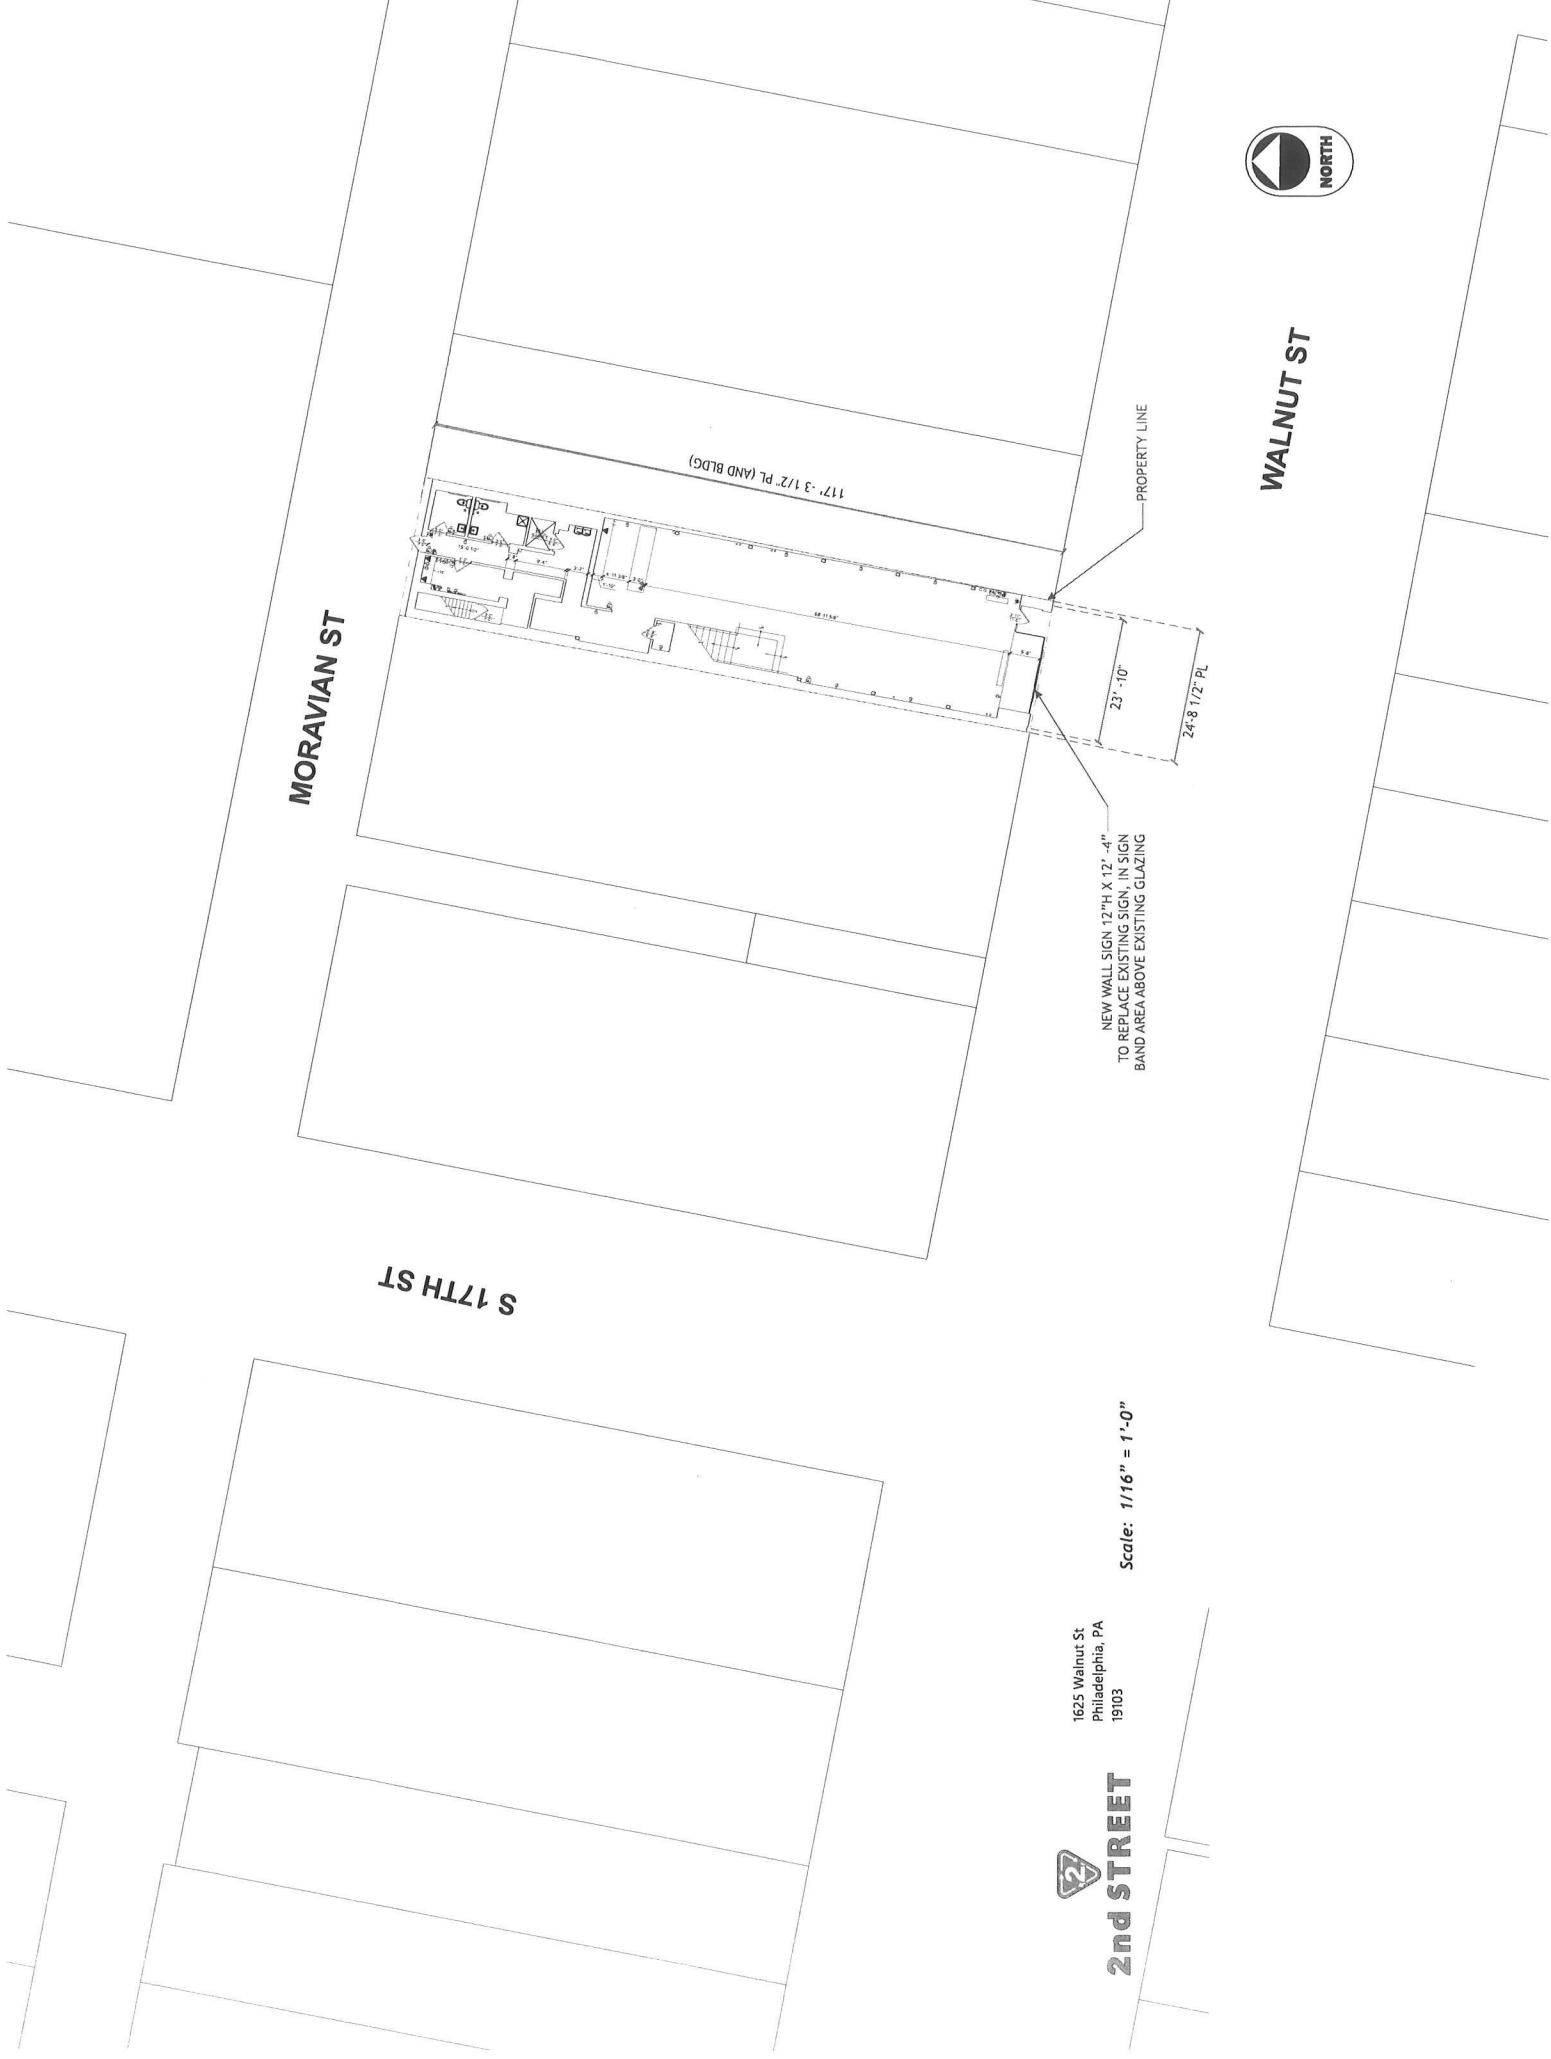 MORAVIAN ST
S 17TH ST
WALNUT ST
NORTH
117' - 3 1/2" PL (AND BLDG)
PROPERTY LINE
23' -10"
24'-8 1/2" PL
NEW WALL SIGN 12"H X 12' -4"
TO REPLACE EXISTING SIGN, IN SIGN
BAND AREA ABOVE EXISTING GLAZING
Scale: 1/16" = 1'-0"
1625 Walnut St
Philadelphia, PA
19103
2
2nd STREET